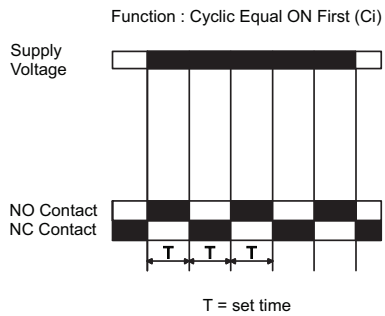 Function : Cyclic Equal ON First (Ci)
Supply
Voltage
NO Contact
NC Contact
T T T
T = set time